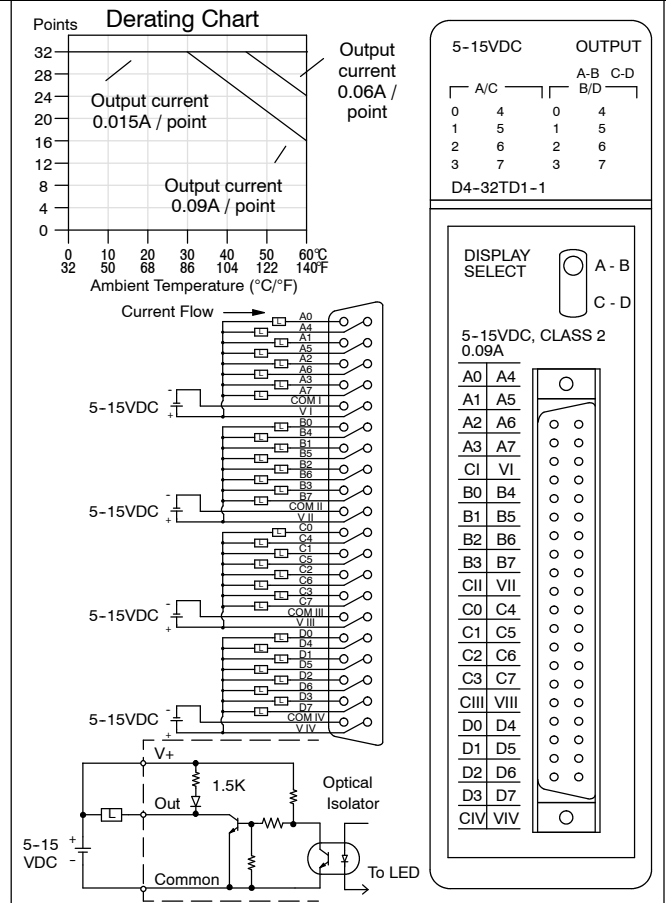 Derating Chart
Points
32
28
24
20
16
12
8
4
0
Output current
0.015A / point
Output current
0.09A / point
Output
current
0.06A /
point
0 10 20 30 40 50 60°C
32 50 68 86 104 122 140°F
Ambient Temperature (°C/°F)
Current Flow
L A0
L A4
L A1
L A5
L A2
L A6
L A3
L A7
COM I
V I
5-15VDC
-
+
L B0
L B4
L B1
L B5
L B2
L B6
L B3
L B7
COM II
V II
5-15VDC
-
+
L C0
L C4
L C1
L C5
L C2
L C6
L C3
L C7
COM III
V III
5-15VDC
-
+
L D0
L D4
L D1
L D5
L D2
L D6
L D3
L D7
COM IV
V IV
5-15VDC
-
+
V+
1.5K
Optical
Isolator
Out
L
5-15
VDC
+
-
Common
To LED
5-15VDC OUTPUT
A-B C-D
A/C B/D
0 4 0 4
1 5 1 5
2 6 2 6
3 7 3 7
D4-32TD1-1
DISPLAY
SELECT
A - B
C - D
5-15VDC, CLASS 2
0.09A
A0 A4
A1 A5
A2 A6
A3 A7
CI VI
B0 B4
B1 B5
B2 B6
B3 B7
CII VII
C0 C4
C1 C5
C2 C6
C3 C7
CIII VIII
D0 D4
D1 D5
D2 D6
D3 D7
CIV VIV